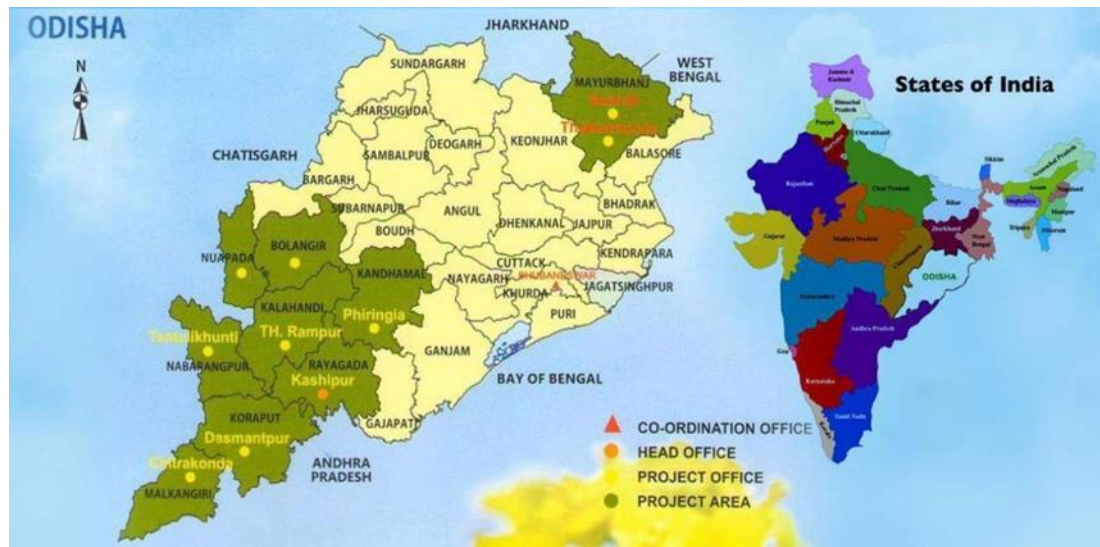 ODISHA
N
JHARKHAND
WEST
BENGAL
SUNDARGARH
MAYURBHANJ
JHARSUGUDA
KEONJHAR
DEOGARH
SAMBALPUR
BALASORE
CHATISGARH
BARGARH
SUBARNAPUR
ANGUL
BHADRAK
DHENKANAL
JAJPUR
BOUDH
BOLANGIR
NUAPADA
KENDRAPARA
CUTTACK
KANDHAMAL
NAYAGARH
BHUBANESWAR
JAGATSINGHPUR
KHURDA
KALAHANDI
PURI
Phiringia
TH. Rampur
GANJAM
RAYAGADA
NABARANGPUR
Kashipur
BAY OF BENGAL
KORAPUT
GAJAPATI
Dasmantpur
ANDHRA
PRADESH
Chitrakonda
MALKANGIRI
CO-ORDINATION OFFICE
HEAD OFFICE
PROJECT OFFICE
PROJECT AREA
States of India
Jammu &
Kashmir
Himachal
Pradesh
Punjab
Uttarakhand
Rajasthan
Uttar Pradesh
Sikkim
Arunachal Pradesh
Assam
Nagaland
Meghalaya
Manipur
Tripura
Mizoram
Bihar
Gujarat
Madhya Pradesh
Jharkhand
West
Bengal
ODISHA
Andhra Pradesh
Goa
Karnataka
Tamil Nadu